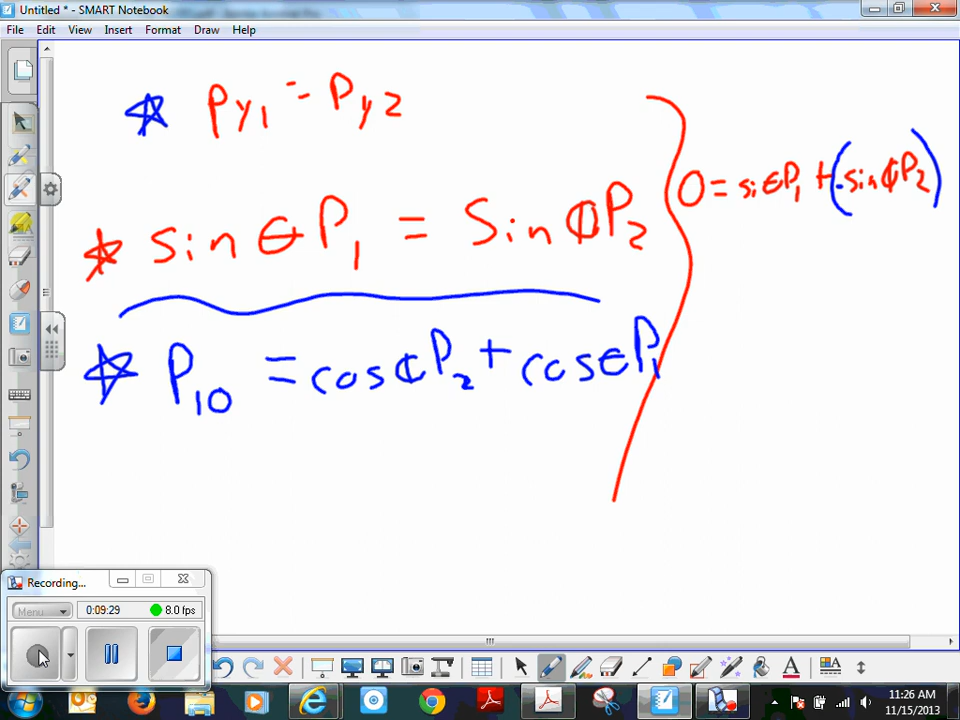 Untitled * - SMART Notebook
File Edit View Insert Format Draw Help
☆ Py1 = Py2
0 = sinθP1 + (-sinϕP2)
☆ sinθP1 = sinϕP2
☆ P10 = cosϕP2 + cosθP1
Recording...
Menu 0:09:29 8.0 fps
11:26 AM
11/15/2013